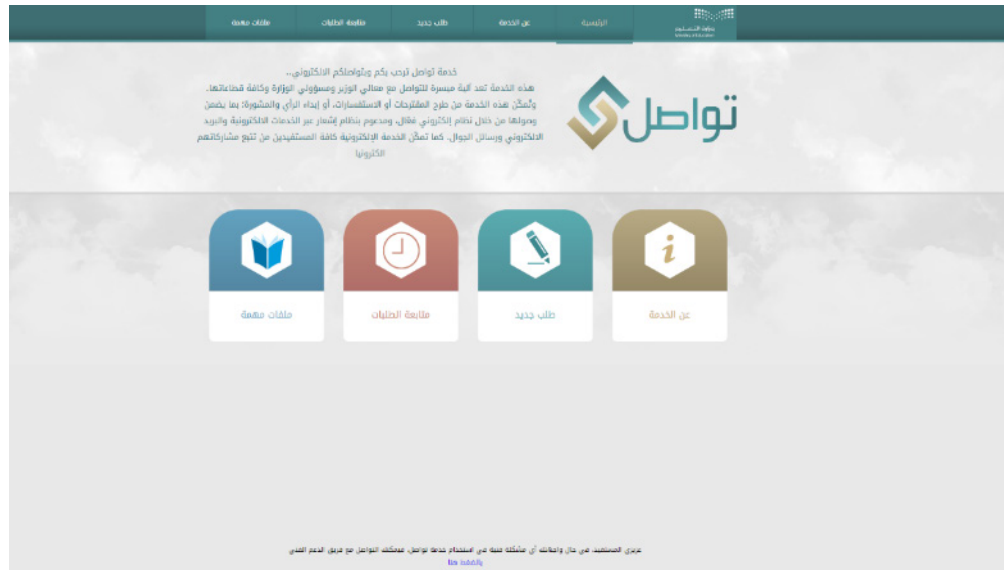 وزارة التعليم
الرئيسية
عن الخدمة
طلب جديد
متابعة الطلبات
ملفات مهمة
تواصل
خدمة تواصل ترحب بكم وبتواصلكم الالكتروني..
هذه الخدمة تعد آلية ميسرة للتواصل مع معالي الوزير ومسؤولي الوزارة وكافة قطاعاتها.
وتُمكّن هذه الخدمة من طرح المقترحات أو الاستفسارات، أو إبداء الرأي والمشورة؛ بما يضمن
وصولها من خلال نظام إلكتروني فعّال، ومدعوم بنظام إشعار عبر الخدمات الالكترونية والبريد
الالكتروني ورسائل الجوال. كما تمكّن الخدمة الإلكترونية كافة المستفيدين من تتبع مشاركاتهم
الكترونيا
عن الخدمة
طلب جديد
متابعة الطلبات
ملفات مهمة
عزيزي المستفيد، في حال واجهتك أي مشكلة فنية في استخدام خدمة تواصل، فيمكنك التواصل مع فريق الدعم الفني
بالضغط هنا